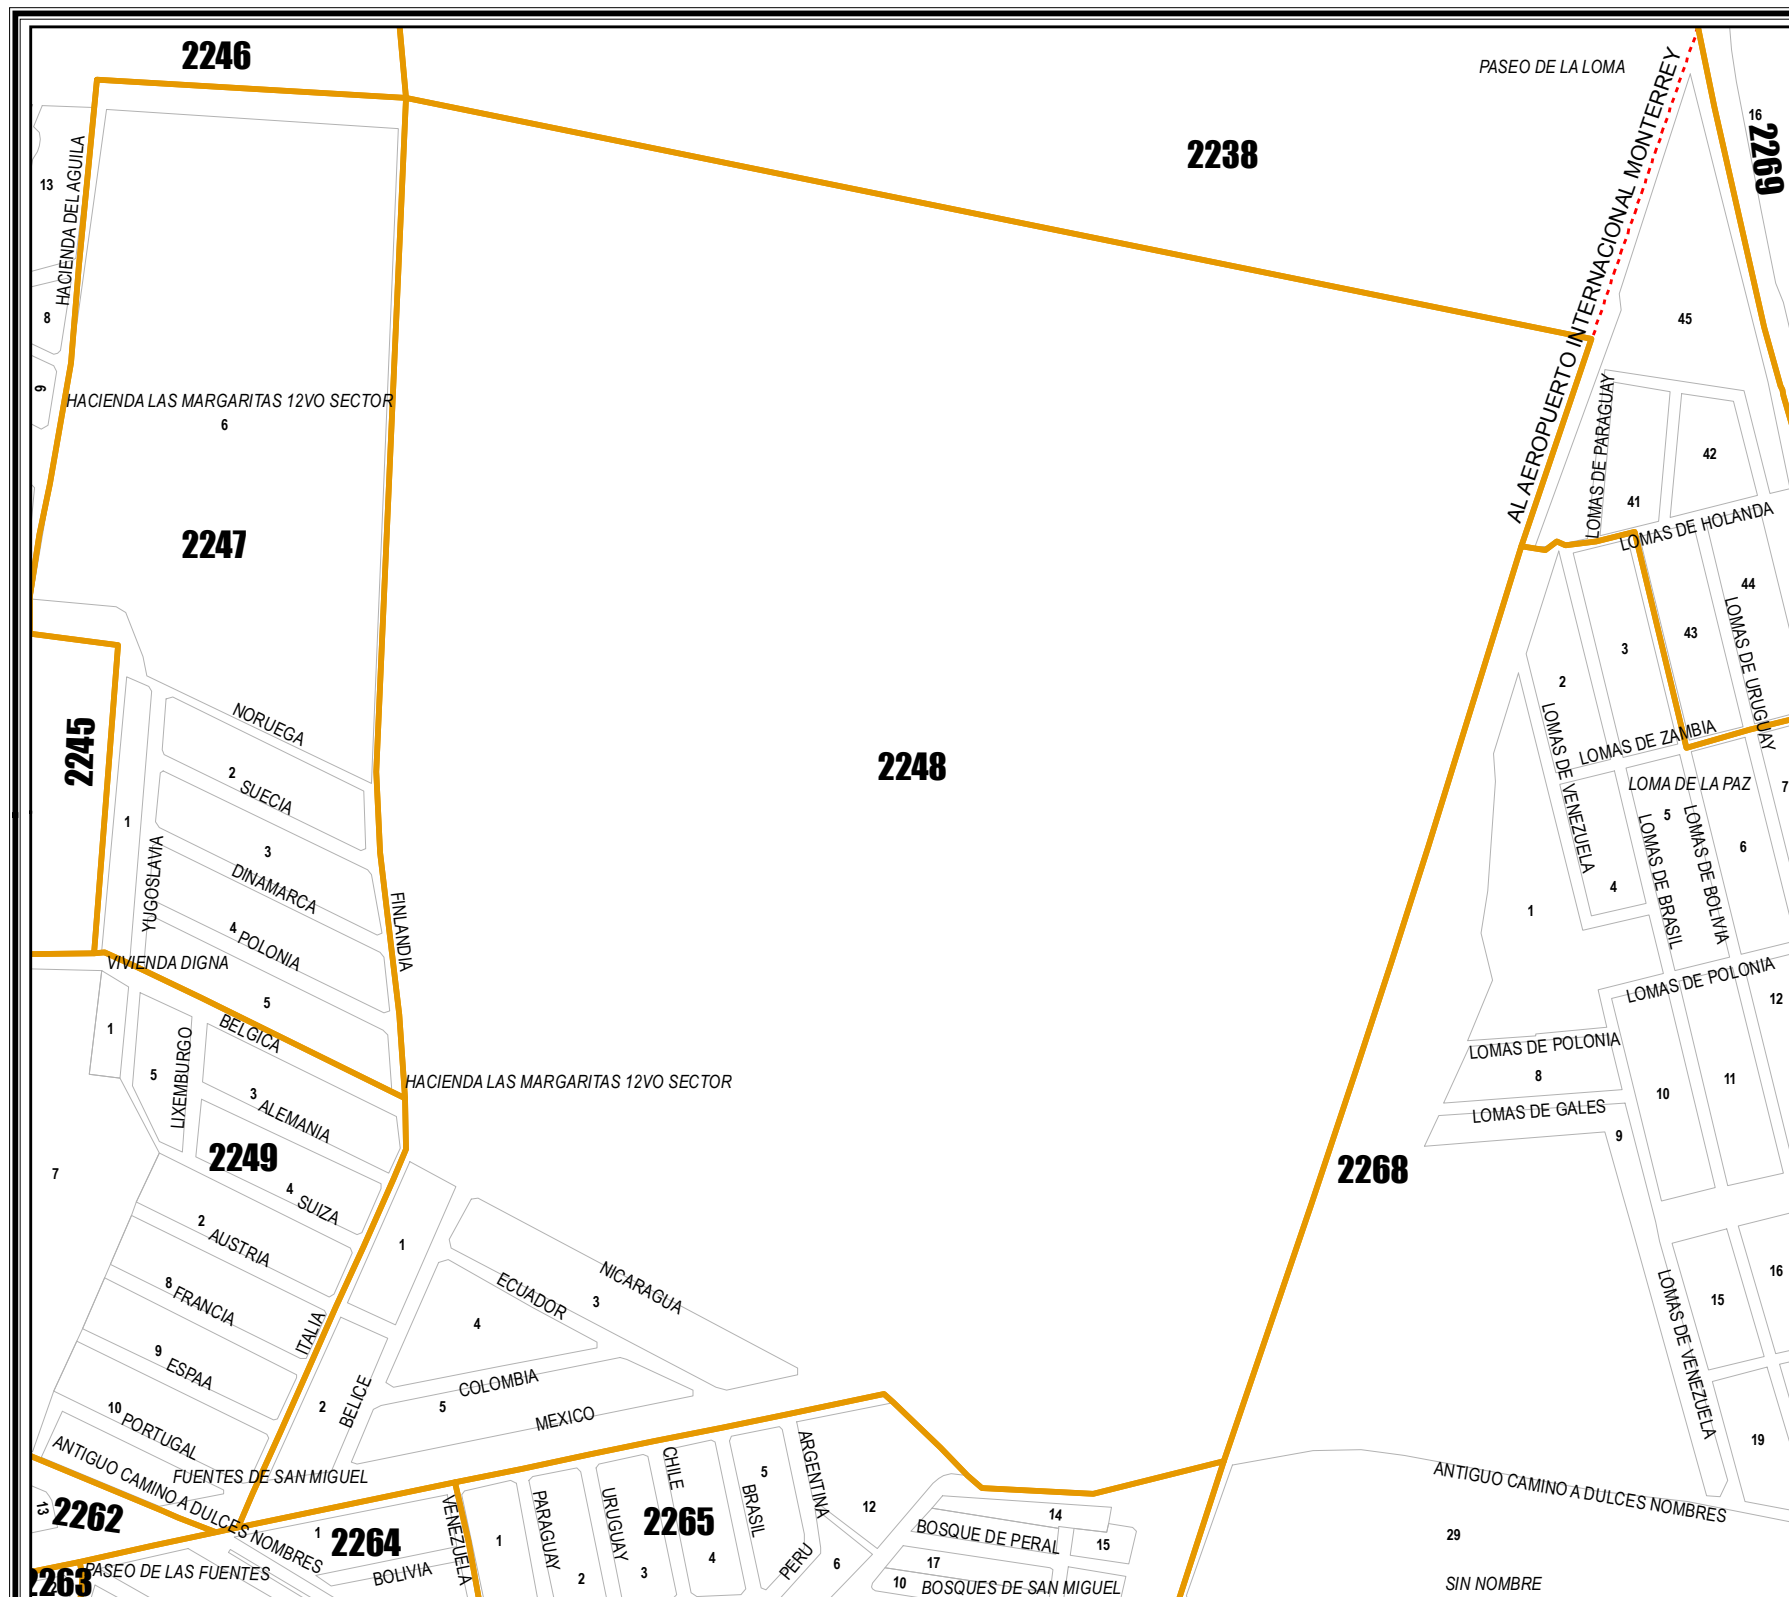 2246
PASEO DE LA LOMA
16
2269
AL AEROPUERTO INTERNACIONAL MONTERREY
2238
HACIENDA DEL AGUILA
13
8
9
45
HACIENDA LAS MARGARITAS 12VO SECTOR
6
LOMAS DE PARAGUAY
42
41
LOMAS DE HOLANDA
2247
44
43
3
2
LOMAS DE URUGUAY
2245
NORUEGA
2
SUECIA
2248
LOMAS DE ZAMBIA
LOMA DE LA PAZ
LOMAS DE VENEZUELA
7
5
1
3
YUGOSLAVIA
DINAMARCA
LOMAS DE BRASIL
LOMAS DE BOLIVIA
6
4
1
4
POLONIA
FINLANDIA
VIVIENDA DIGNA
5
LOMAS DE POLONIA
12
1
BELGICA
LIXEMBURGO
5
LOMAS DE POLONIA
8
HACIENDA LAS MARGARITAS 12VO SECTOR
3
ALEMANIA
10
11
LOMAS DE GALES
9
2249
7
2268
4
SUIZA
2
AUSTRIA
1
8
FRANCIA
NICARAGUA
ECUADOR
3
4
16
15
LOMAS DE VENEZUELA
ITALIA
9
ESPAA
COLOMBIA
5
BELICE
2
10
PORTUGAL
MEXICO
19
ANTIGUO CAMINO A DULCES NOMBRES
FUENTES DE SAN MIGUEL
ANTIGUO CAMINO A DULCES NOMBRES
13
2262
1
2264
BOLIVIA
VENEZUELA
1
PARAGUAY
2
URUGUAY
3
CHILE
2265
4
BRASIL
5
ARGENTINA
PERU
12
6
14
BOSQUE DE PERAL
15
17
10
BOSQUES DE SAN MIGUEL
29
SIN NOMBRE
PASEO DE LAS FUENTES
2263